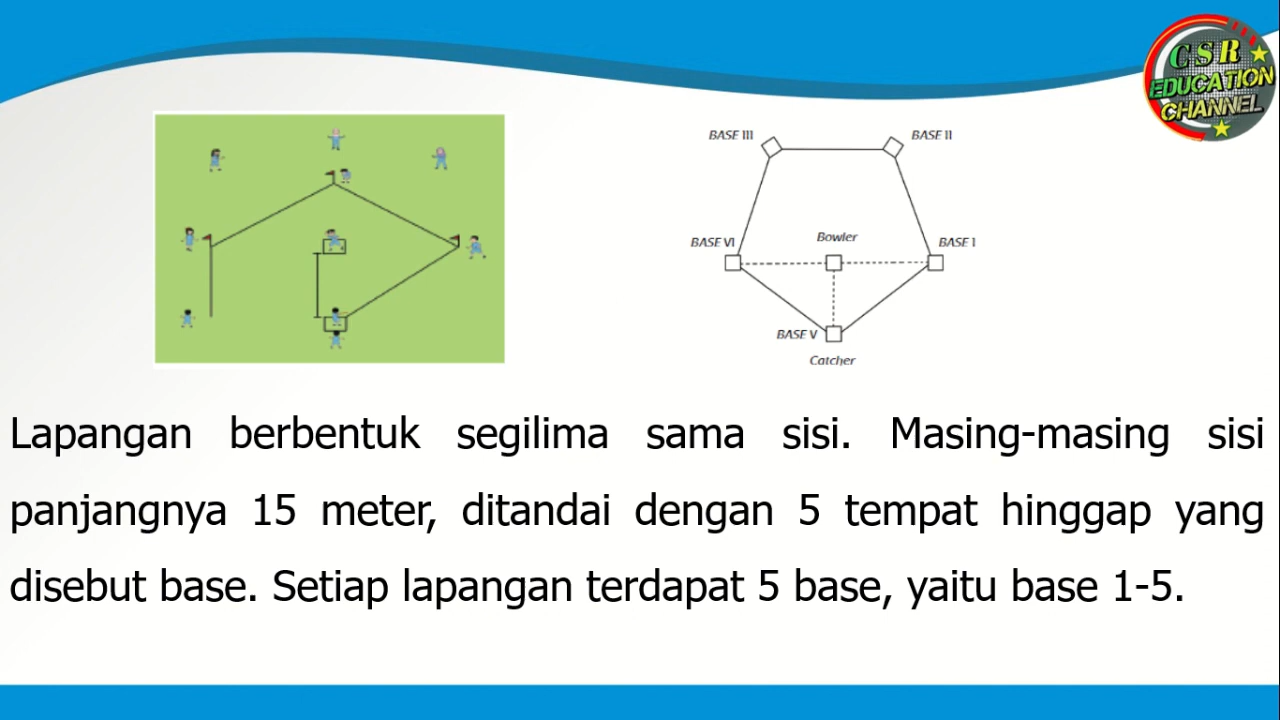 CSR
EDUCATION
CHANNEL
BASE III
BASE II
BASE VI
Bowler
BASE I
BASE V
Catcher
Lapangan berbentuk segilima sama sisi. Masing-masing sisi
panjangnya 15 meter, ditandai dengan 5 tempat hinggap yang
disebut base. Setiap lapangan terdapat 5 base, yaitu base 1-5.